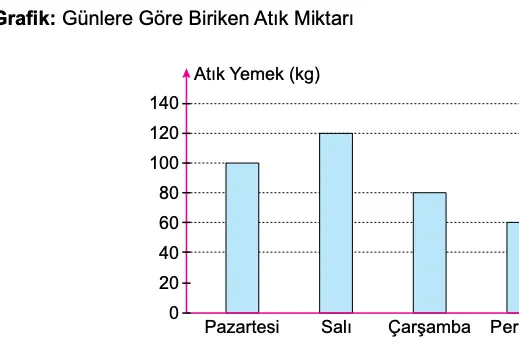 Grafik: Günlere Göre Biriken Atık Miktarı
Atık Yemek (kg)
140
120
100
80
60
40
20
0
Pazartesi Salı Çarşamba Per